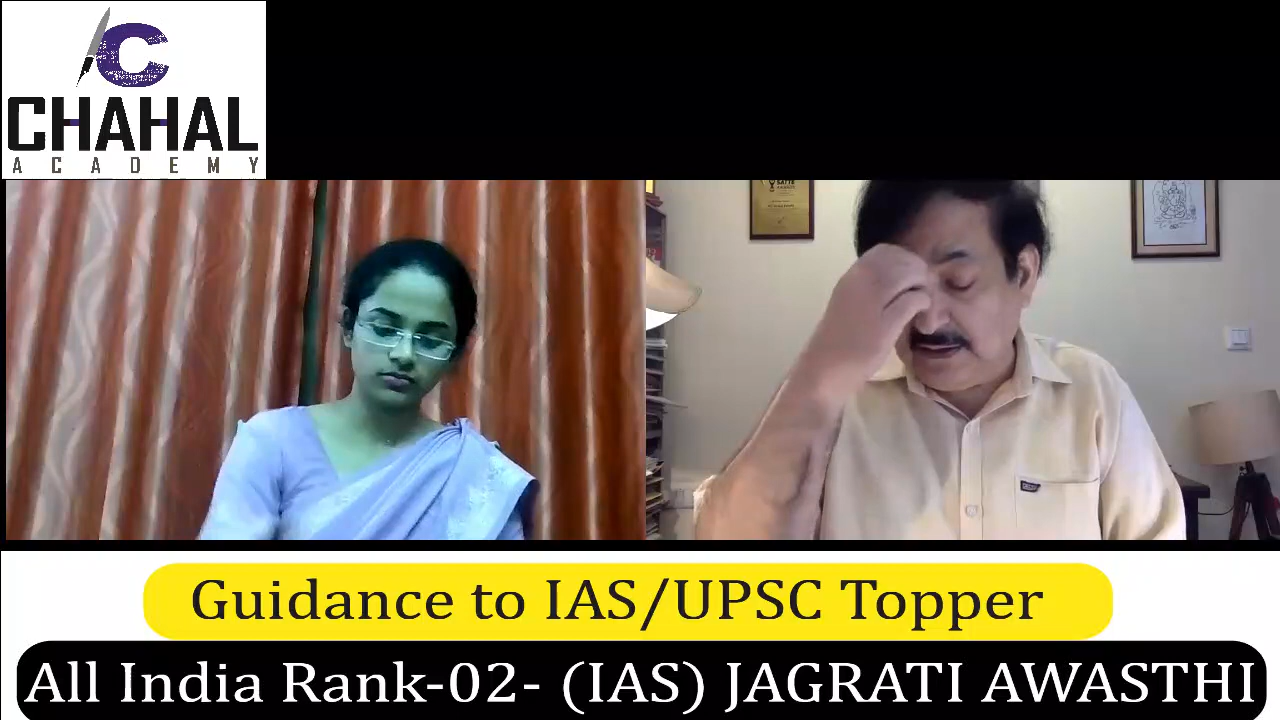 C
CHAHAL
ACADEMY
Guidance to IAS/UPSC Topper
All India Rank-02- (IAS) JAGRATI AWASTHI